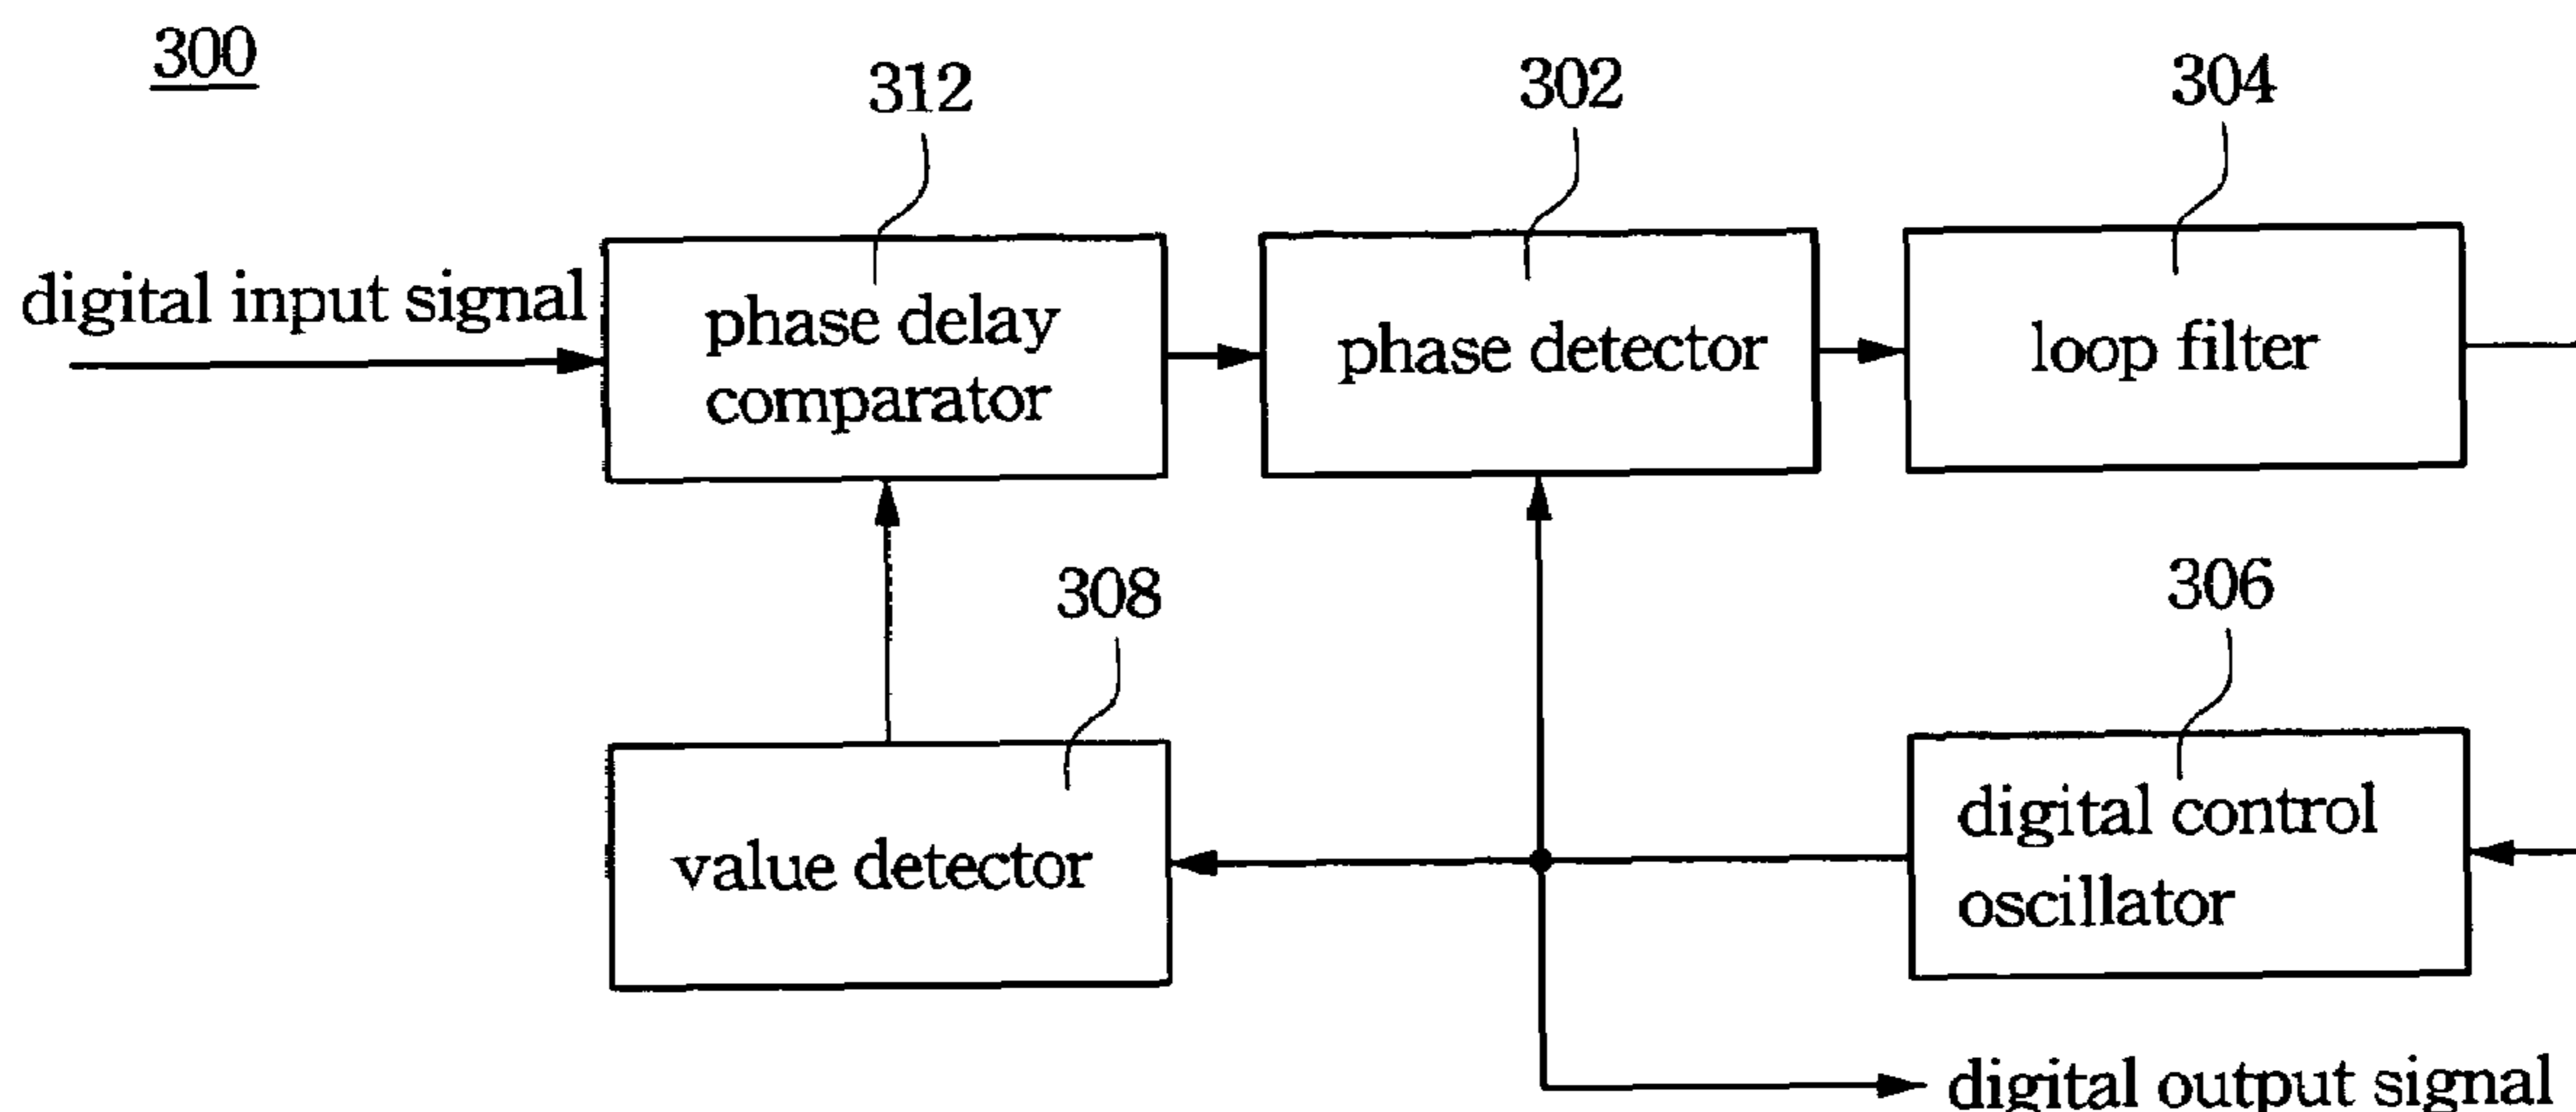 300
312
302
304
digital input signal
phase delay
comparator
phase detector
loop filter
308
306
value detector
digital control
oscillator
digital output signal